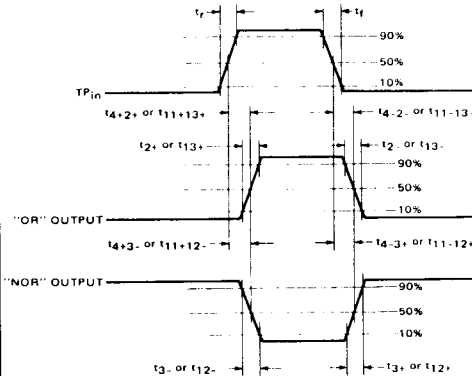 tr
tf
90%
50%
10%
TPin
t4+2+ or t11+13+
t4-2- or t11-13-
t2+ or t13+
t2- or t13-
90%
50%
10%
"OR" OUTPUT
t4+3- or t11+12-
t4-3+ or t11-12+
"NOR" OUTPUT
90%
50%
10%
t3- or t12-
t3+ or t12+